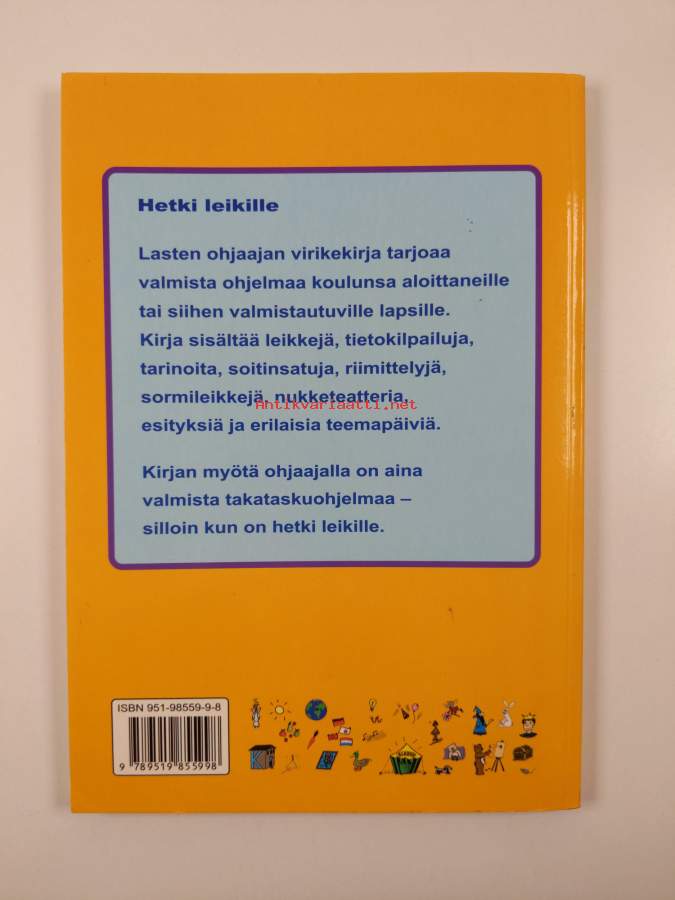 Hetki leikille
Lasten ohjaajan virikekirja tarjoaa
valmista ohjelmaa koulunsa aloittaneille
tai siihen valmistautuville lapsille.
Kirja sisältää leikkejä, tietokilpailuja,
tarinoita, soitinsatuja, riimittelyjä,
sormileikkejä, nukketeatteria,
Antikvariaatti.net
esityksiä ja erilaisia teemapäiviä.
Kirjan myötä ohjaajalla on aina
valmista takataskuohjelmaa –
silloin kun on hetki leikille.
ISBN 951-98559-9-8
9 789519 855998